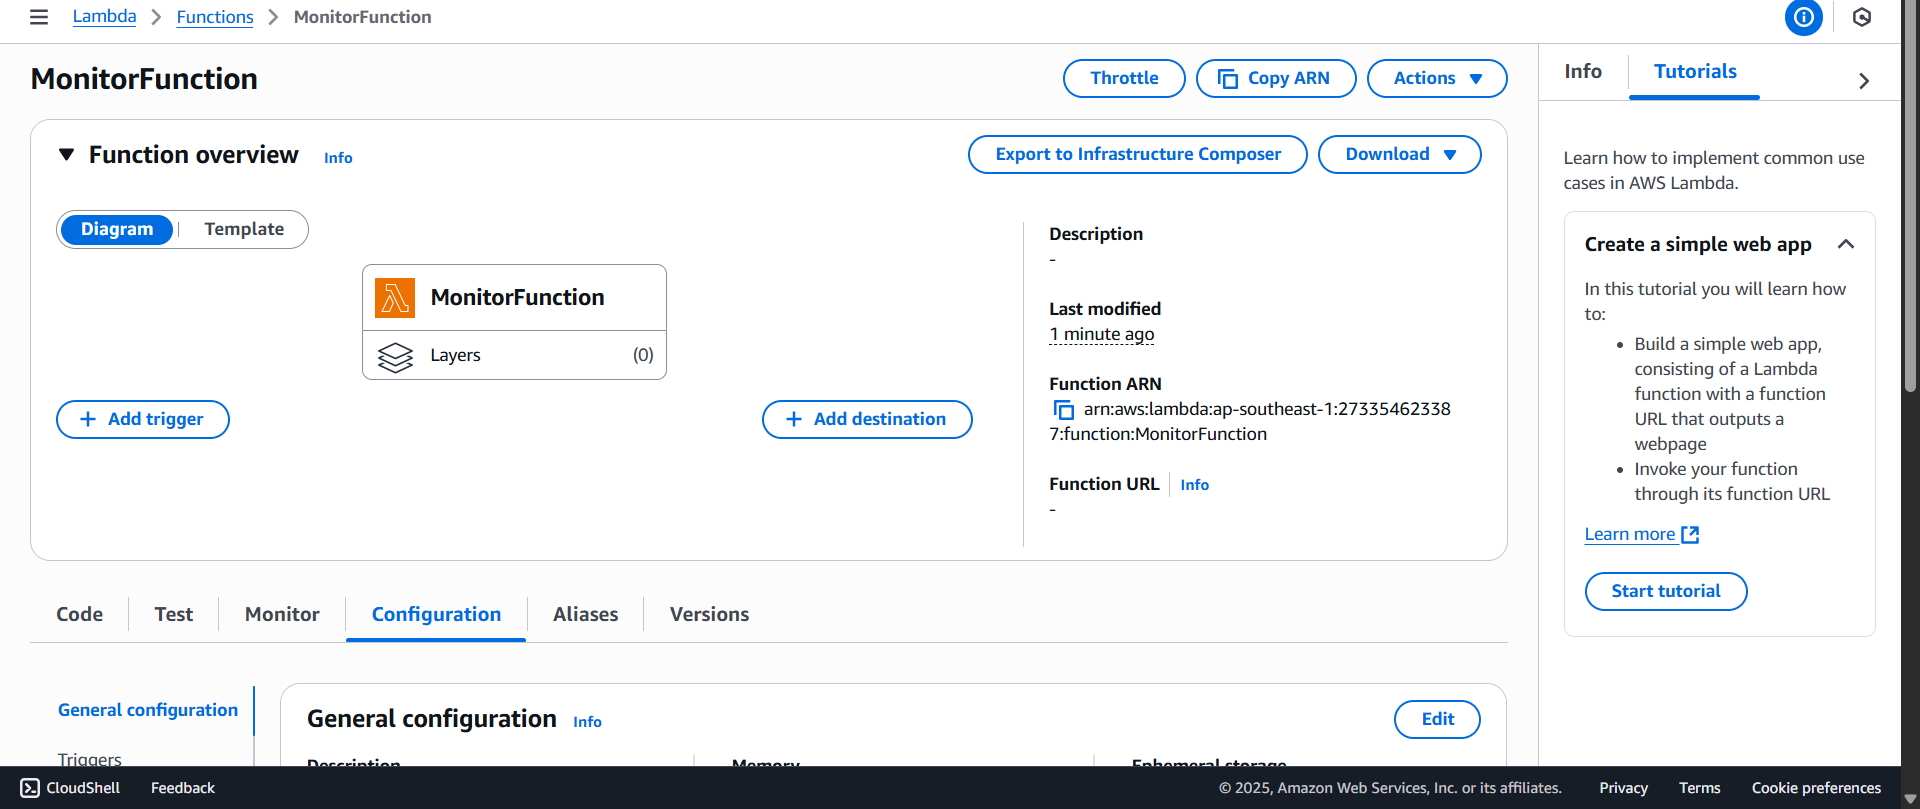 Lambda > Functions > MonitorFunction
MonitorFunction
Throttle
Copy ARN
Actions
Function overview Info
Export to Infrastructure Composer
Download
Diagram
Template
MonitorFunction
Layers (0)
+ Add trigger
+ Add destination
Description
-
Last modified
1 minute ago
Function ARN
arn:aws:lambda:ap-southeast-1:27335462338
7:function:MonitorFunction
Function URL Info
-
Code
Test
Monitor
Configuration
Aliases
Versions
General configuration
Triggers
General configuration Info
Edit
Description
Memory
Ephemeral storage
Info
Tutorials
Learn how to implement common use
cases in AWS Lambda.
Create a simple web app
In this tutorial you will learn how
to:
• Build a simple web app,
consisting of a Lambda
function with a function
URL that outputs a
webpage
• Invoke your function
through its function URL
Learn more
Start tutorial
CloudShell
Feedback
© 2025, Amazon Web Services, Inc. or its affiliates.
Privacy
Terms
Cookie preferences